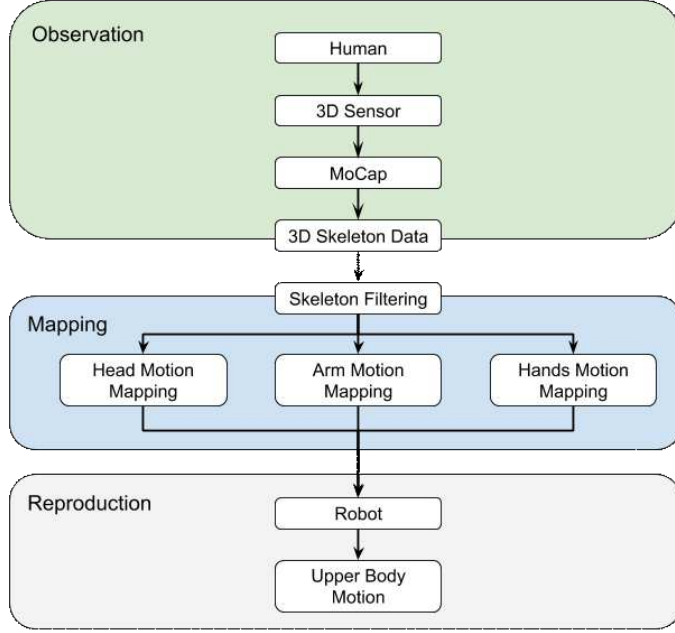 Observation
Human
3D Sensor
MoCap
3D Skeleton Data
Skeleton Filtering
Mapping
Head Motion
Mapping
Arm Motion
Mapping
Hands Motion
Mapping
Reproduction
Robot
Upper Body
Motion